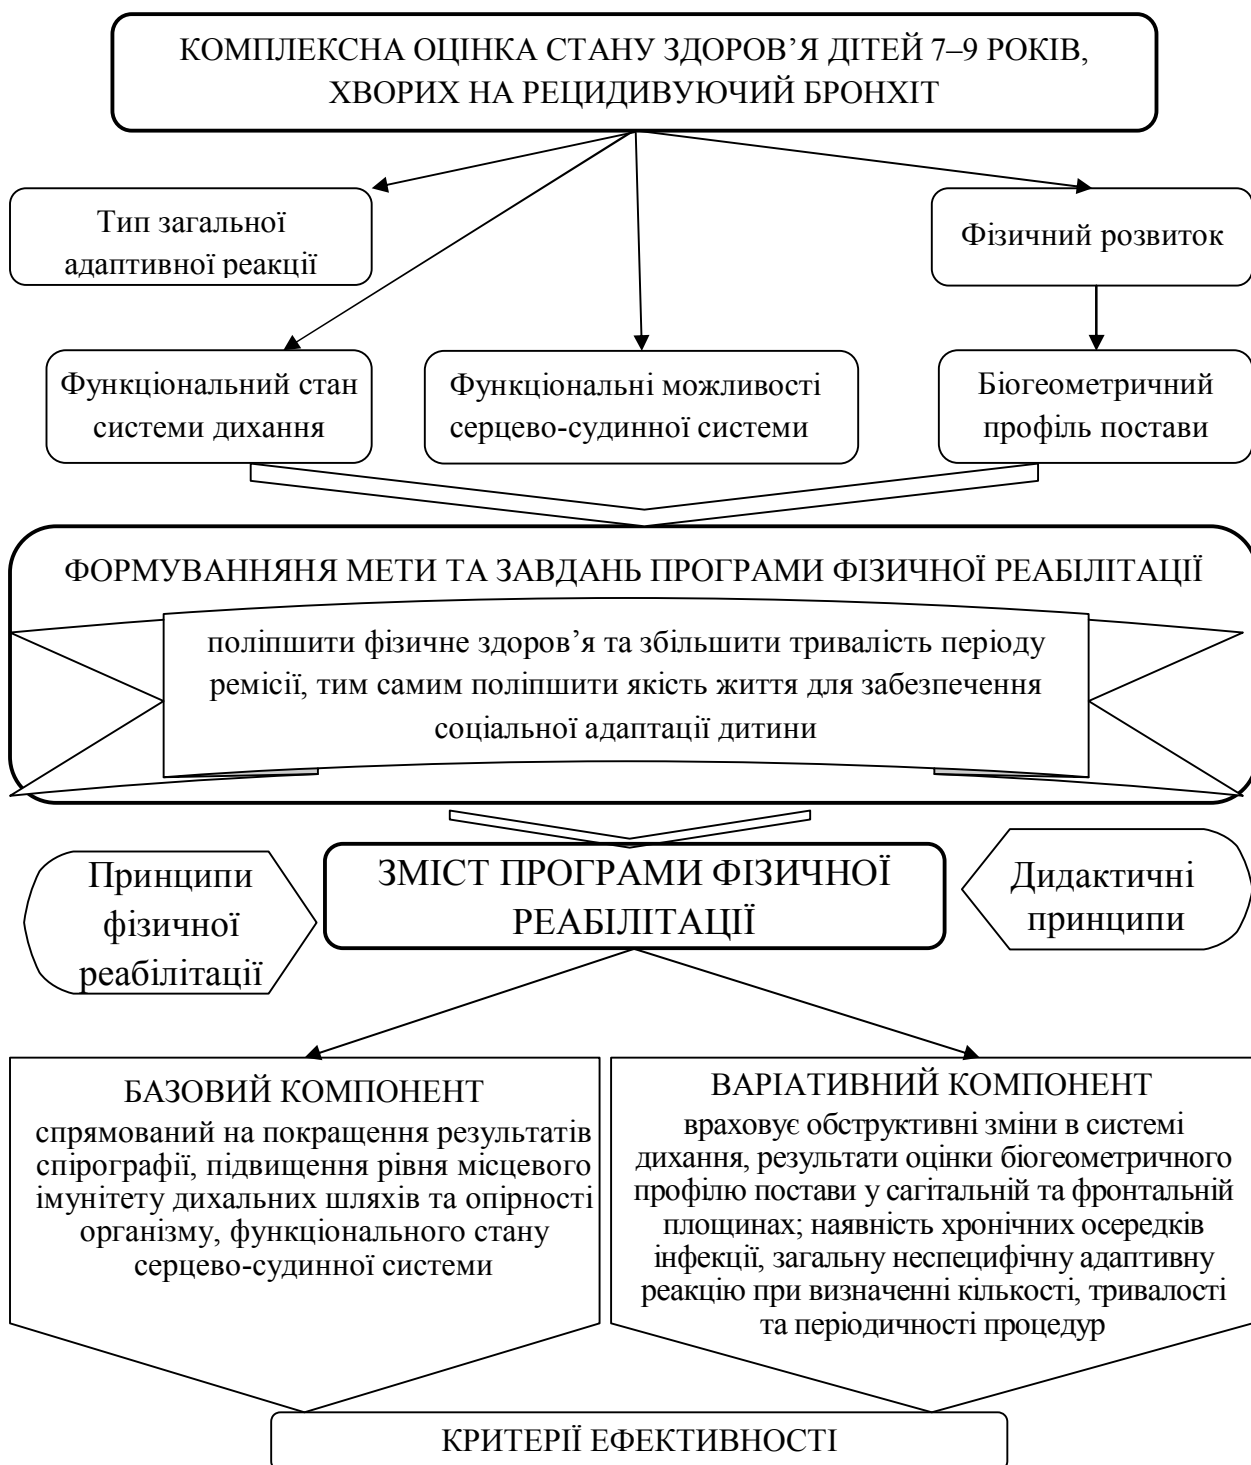 КОМПЛЕКСНА ОЦІНКА СТАНУ ЗДОРОВ’Я ДІТЕЙ 7–9 РОКІВ,
ХВОРИХ НА РЕЦИДИВУЮЧИЙ БРОНХІТ
Тип загальної
адаптивної реакції
Фізичний розвиток
Функціональний стан
системи дихання
Функціональні можливості
серцево-судинної системи
Біогеометричний
профіль постави
ФОРМУВАННЯНЯ МЕТИ ТА ЗАВДАНЬ ПРОГРАМИ ФІЗИЧНОЇ РЕАБІЛІТАЦІЇ
поліпшити фізичне здоров’я та збільшити тривалість періоду
ремісії, тим самим поліпшити якість життя для забезпечення
соціальної адаптації дитини
Принципи
фізичної
реабілітації
ЗМІСТ ПРОГРАМИ ФІЗИЧНОЇ
РЕАБІЛІТАЦІЇ
Дидактичні
принципи
БАЗОВИЙ КОМПОНЕНТ
спрямований на покращення результатів
спірографії, підвищення рівня місцевого
імунітету дихальних шляхів та опірності
організму, функціонального стану
серцево-судинної системи
ВАРІАТИВНИЙ КОМПОНЕНТ
враховує обструктивні зміни в системі
дихання, результати оцінки біогеометричного
профілю постави у сагітальній та фронтальній
площинах; наявність хронічних осередків
інфекції, загальну неспецифічну адаптивну
реакцію при визначенні кількості, тривалості
та періодичності процедур
КРИТЕРІЇ ЕФЕКТИВНОСТІ